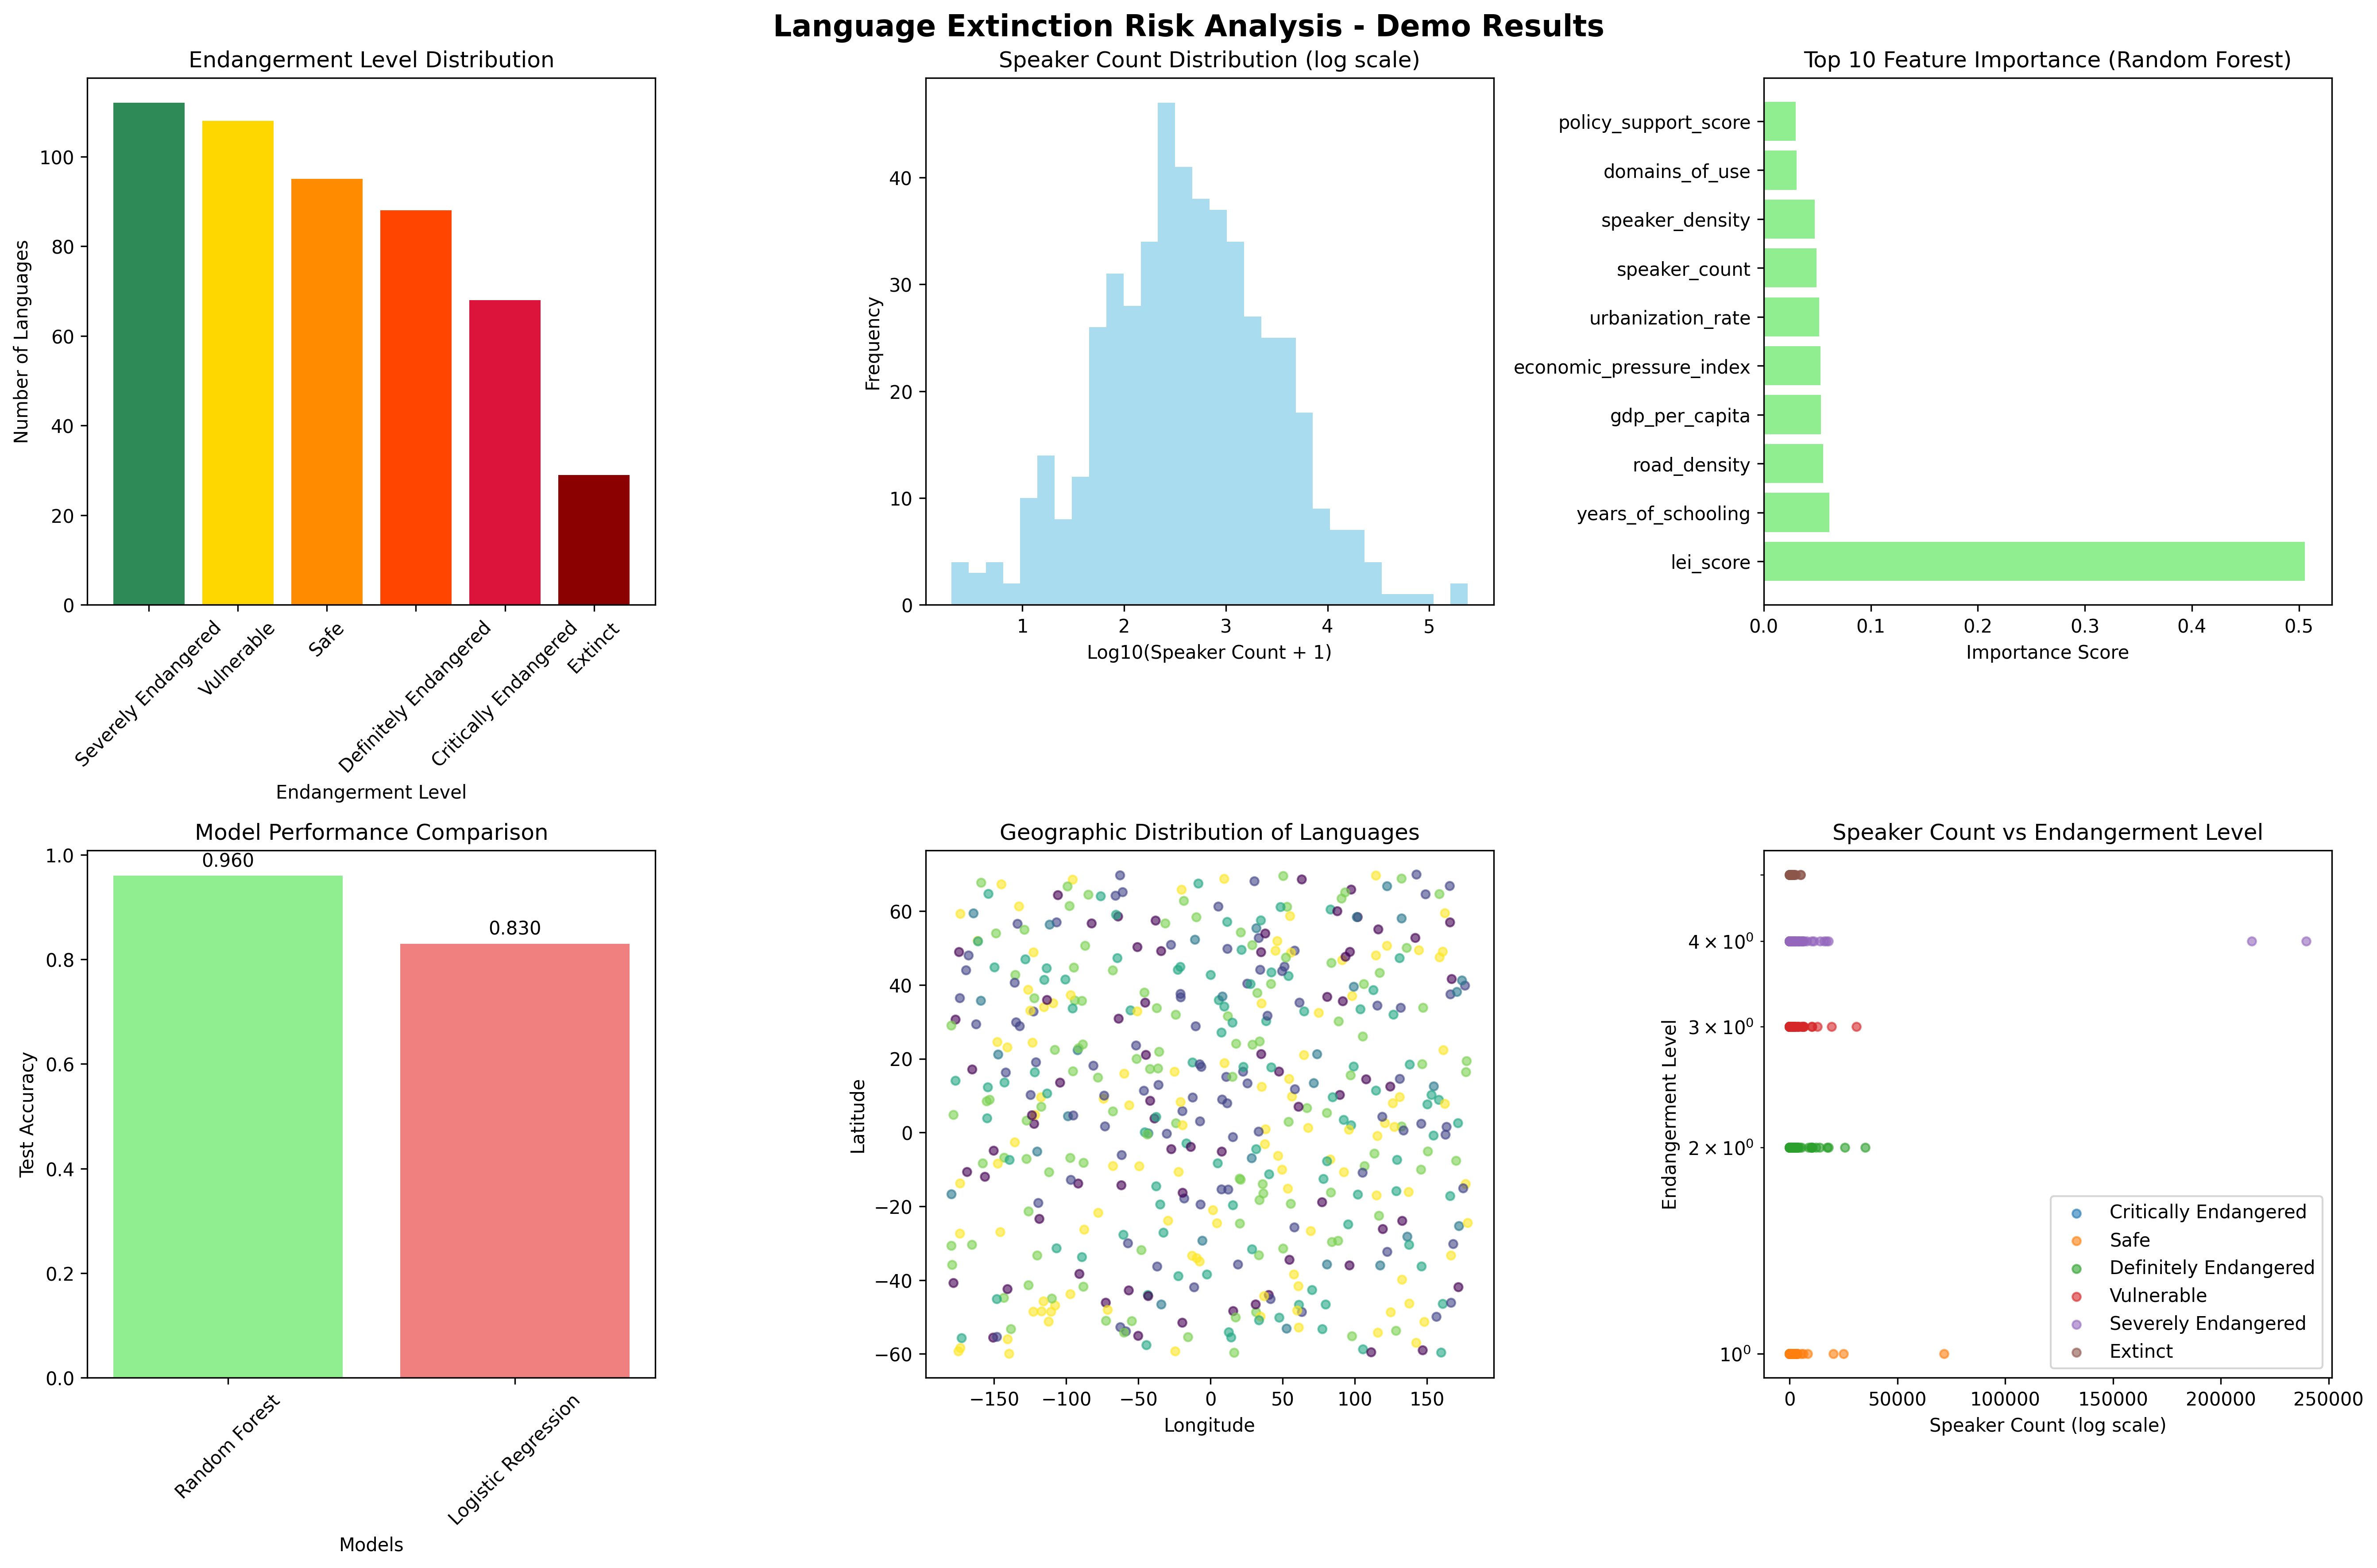 Language Extinction Risk Analysis - Demo Results
Endangerment Level Distribution
Number of Languages
100
80
60
40
20
0
Severely Endangered
Vulnerable
Safe
Definitely Endangered
Critically Endangered
Extinct
Endangerment Level
Speaker Count Distribution (log scale)
Frequency
40
30
20
10
0
1
2
3
4
5
Log10(Speaker Count + 1)
Top 10 Feature Importance (Random Forest)
policy_support_score
domains_of_use
speaker_density
speaker_count
urbanization_rate
economic_pressure_index
gdp_per_capita
road_density
years_of_schooling
lei_score
0.0
0.1
0.2
0.3
0.4
0.5
Importance Score
Model Performance Comparison
Test Accuracy
1.0
0.8
0.6
0.4
0.2
0.0
0.960
0.830
Random Forest
Logistic Regression
Models
Geographic Distribution of Languages
Latitude
60
40
20
0
−20
−40
−60
−150
−100
−50
0
50
100
150
Longitude
Speaker Count vs Endangerment Level
Endangerment Level
4 × 10⁰
3 × 10⁰
2 × 10⁰
10⁰
Critically Endangered
Safe
Definitely Endangered
Vulnerable
Severely Endangered
Extinct
0
50000
100000
150000
200000
250000
Speaker Count (log scale)